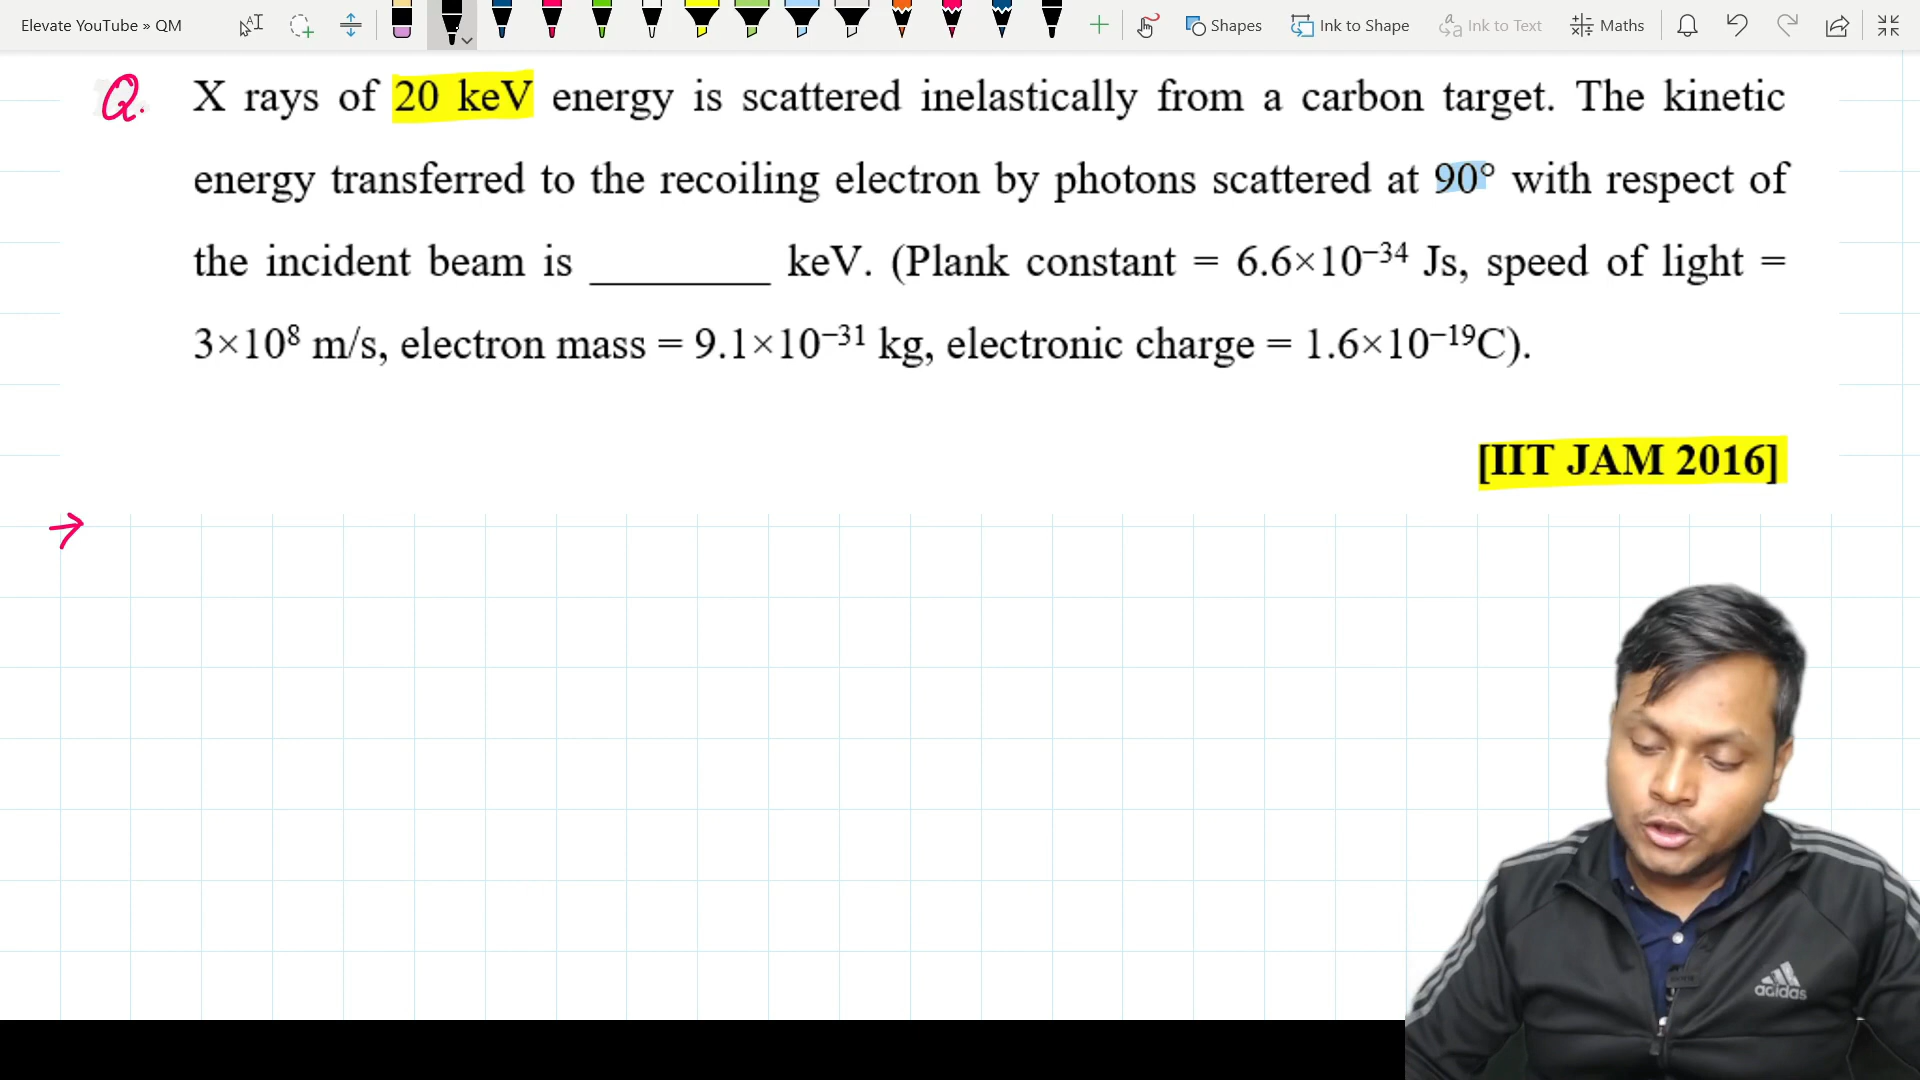 Elevate YouTube » QM
Shapes
Ink to Shape
Ink to Text
Maths
Q. X rays of 20 keV energy is scattered inelastically from a carbon target. The kinetic
energy transferred to the recoiling electron by photons scattered at 90° with respect of
the incident beam is ________ keV. (Plank constant = 6.6×10⁻³⁴ Js, speed of light =
3×10⁸ m/s, electron mass = 9.1×10⁻³¹ kg, electronic charge = 1.6×10⁻¹⁹C).
[IIT JAM 2016]
→
adidas